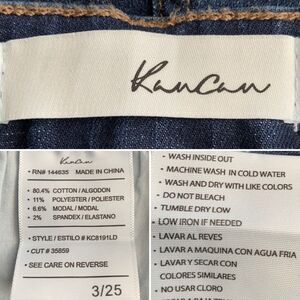 KanCan
KanCan
• RN# 144635 MADE IN CHINA
• 80.4% COTTON / ALGODON
• 11% POLYESTER / POLIESTER
• 6.6% MODAL / MODAL
• 2% SPANDEX / ELASTANO
• STYLE / ESTILO # KC8191LD
• CUT # 35859
• SEE CARE ON REVERSE
3/25
• WASH INSIDE OUT
• MACHINE WASH IN COLD WATER
• WASH AND DRY WITH LIKE COLORS
• DO NOT BLEACH
• TUMBLE DRY LOW
• LOW IRON IF NEEDED
• LAVAR AL REVES
• LAVAR A MAQUINA CON AGUA FRIA
• LAVAR Y SECAR CON
COLORES SIMILARES
• NO USAR CLORO